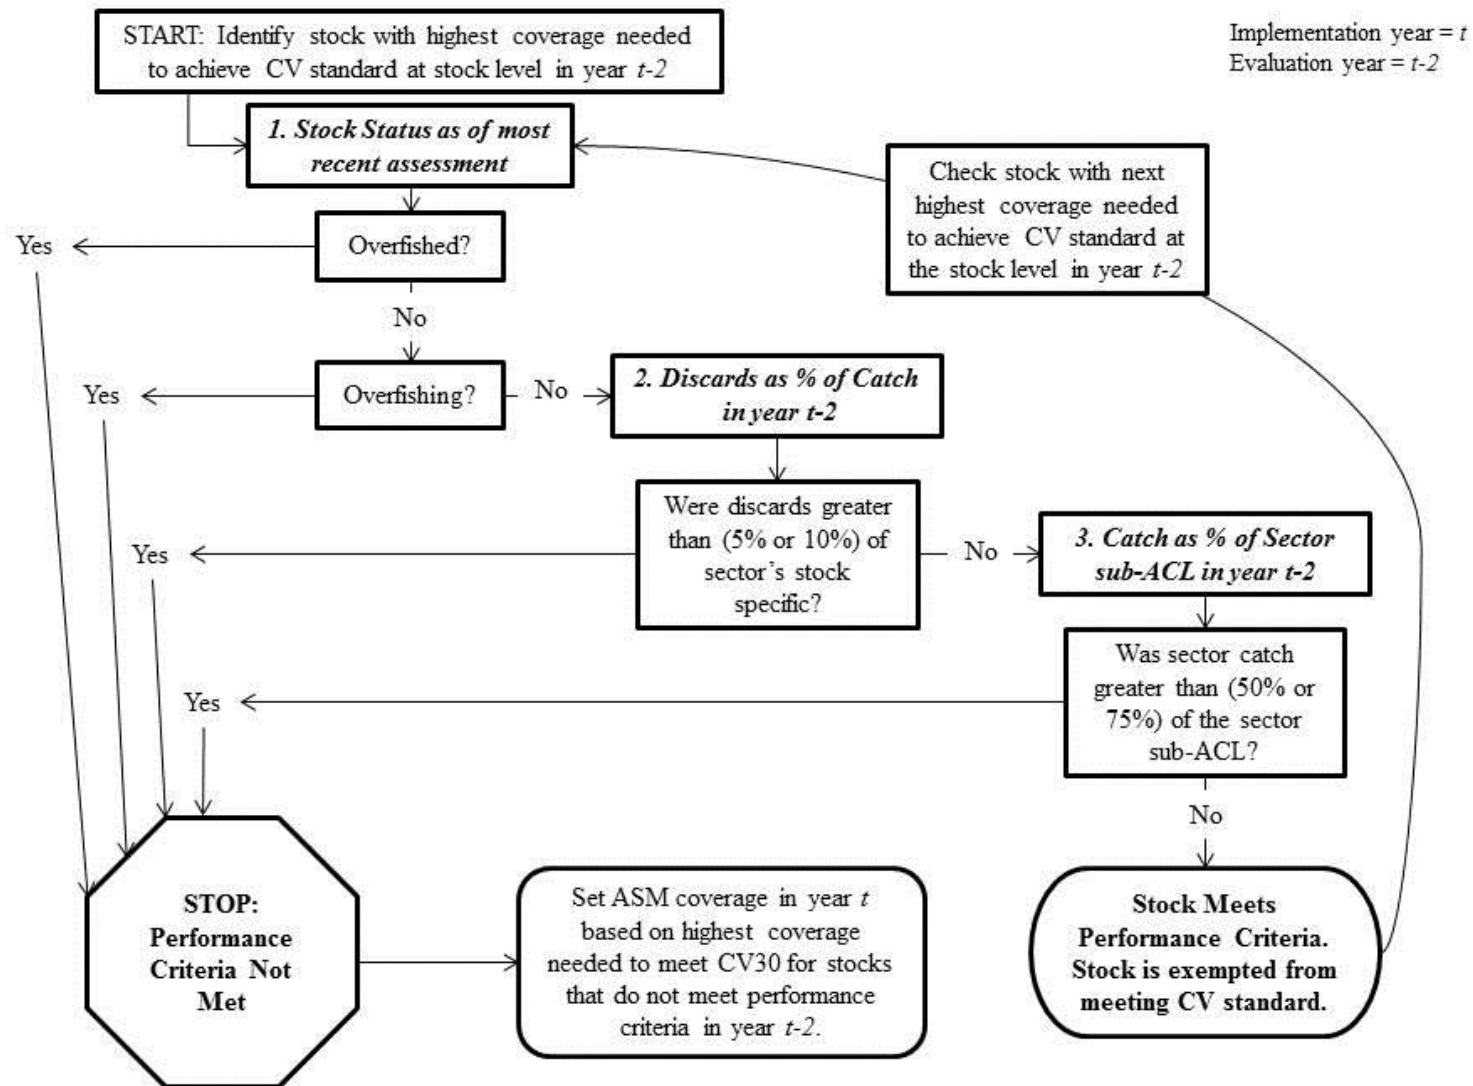 START: Identify stock with highest coverage needed
to achieve CV standard at stock level in year t-2
Implementation year = t
Evaluation year = t-2
1. Stock Status as of most
recent assessment
Check stock with next
highest coverage needed
to achieve CV standard at
the stock level in year t-2
Yes
Overfished?
No
Yes
Overfishing?
No
2. Discards as % of Catch
in year t-2
Were discards greater
than (5% or 10%) of
sector's stock
specific?
Yes
No
3. Catch as % of Sector
sub-ACL in year t-2
Was sector catch
greater than (50% or
75%) of the sector
sub-ACL?
Yes
No
STOP:
Performance
Criteria Not
Met
Set ASM coverage in year t
based on highest coverage
needed to meet CV30 for stocks
that do not meet performance
criteria in year t-2.
Stock Meets
Performance Criteria.
Stock is exempted from
meeting CV standard.